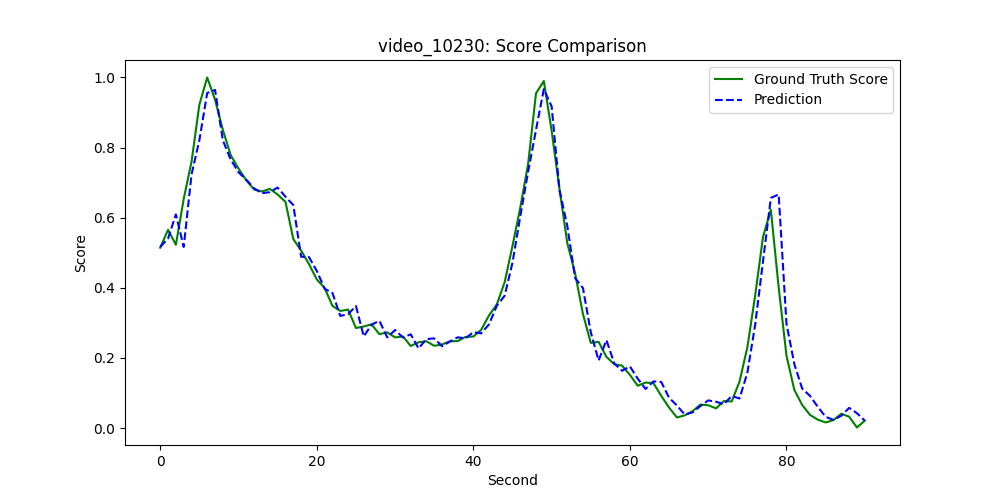 video_10230: Score Comparison
Ground Truth Score
Prediction
1.0
0.8
0.6
0.4
0.2
0.0
Score
0 20 40 60 80
Second